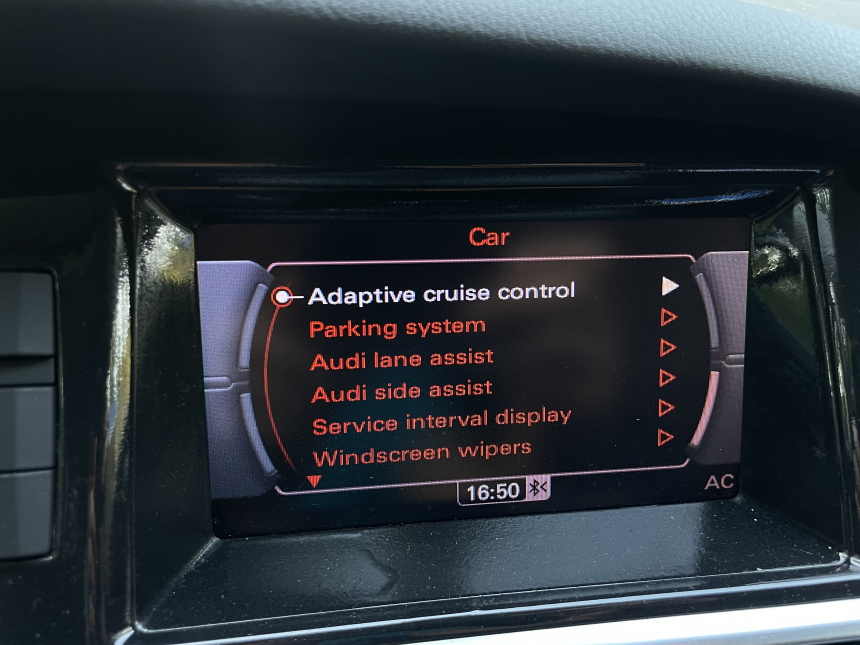 Car
Adaptive cruise control
Parking system
Audi lane assist
Audi side assist
Service interval display
Windscreen wipers
16:50
AC